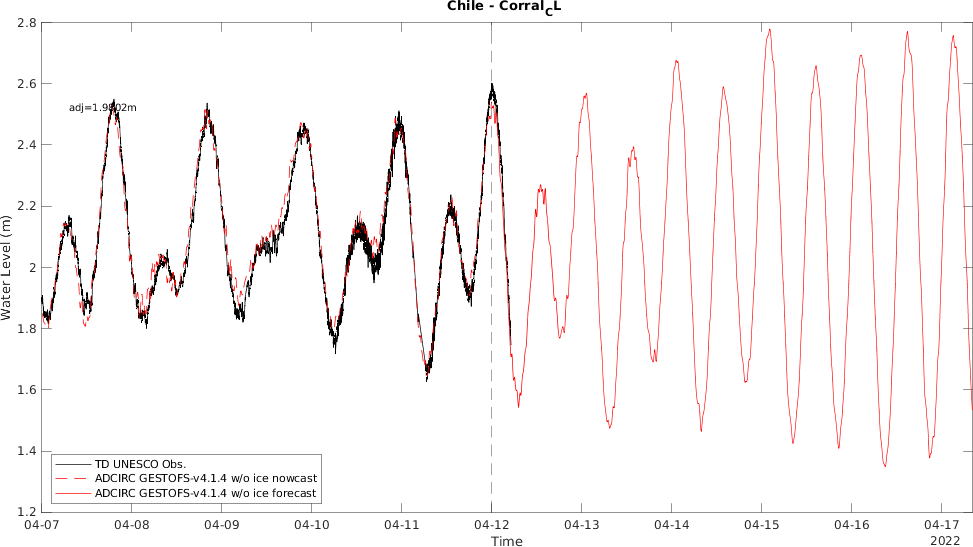 Chile - Corral_CL
2.8
2.6
2.4
2.2
2
1.8
1.6
1.4
1.2
Water Level (m)
adj=1.9802m
TD UNESCO Obs.
ADCIRC GESTOFS-v4.1.4 w/o ice nowcast
ADCIRC GESTOFS-v4.1.4 w/o ice forecast
04-07 04-08 04-09 04-10 04-11 04-12 04-13 04-14 04-15 04-16 04-17
Time
2022